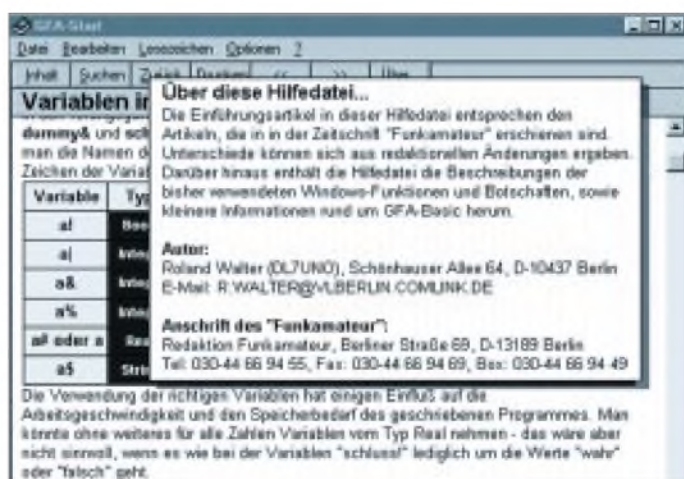 GFA-Start
Datei Bearbeiten Lesezeichen Optionen ?
Inhalt Suchen Zurück Drucken << >> Über
Variablen in
dummy& und
man die Namen
Zeichen der
Variable
a!
a|
a&
a%
a# oder a
a$
Über diese Hilfedatei...
Die Einführungsartikel in dieser Hilfedatei entsprechen den
Artikeln, die in in der Zeitschrift "Funkamateur" erschienen sind.
Unterschiede können sich aus redaktionellen Änderungen ergeben.
Darüber hinaus enthält die Hilfedatei die Beschreibungen der
bisher verwendeten Windows-Funktionen und Botschaften, sowie
kleinere Informationen rund um GFA-Basic herum.
Autor:
Roland Walter (DL7UNO), Schönhauser Allee 64, D-10437 Berlin
E-Mail: R.WALTER@VLBERLIN.COMLINK.DE
Anschrift des "Funkamateur":
Redaktion Funkamateur, Berliner Straße 69, D-13189 Berlin
Tel: 030-44 66 94 55, Fax: 030-44 66 94 69, Box: 030-44 66 94 49
Die Verwendung der richtigen Variablen hat einigen Einfluß auf die
Arbeitsgeschwindigkeit und den Speicherbedarf des geschriebenen Programmes. Man
könnte ohne weiteres für alle Zahlen Variablen vom Typ Real nehmen - das wäre aber
nicht sinnvoll, wenn es wie bei der Variablen "schluss!" lediglich um die Werte "wahr"
oder "falsch" geht.